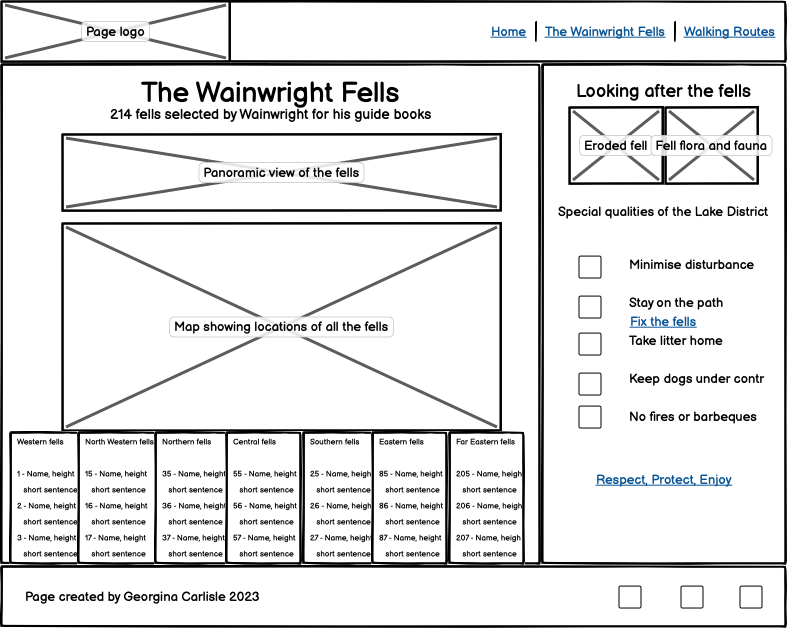 Page logo
Home
The Wainwright Fells
Walking Routes
The Wainwright Fells
214 fells selected by Wainwright for his guide books
Panoramic view of the fells
Map showing locations of all the fells
Western fells
1 - Name, height
short sentence
2 - Name, height
short sentence
3 - Name, height
short sentence
North Western fells
15 - Name, height
short sentence
16 - Name, height
short sentence
17 - Name, height
short sentence
Northern fells
35 - Name, height
short sentence
36 - Name, height
short sentence
37 - Name, height
short sentence
Central fells
55 - Name, height
short sentence
56 - Name, height
short sentence
57 - Name, height
short sentence
Southern fells
25 - Name, heigh
short sentence
26 - Name, heigh
short sentence
27 - Name, heigh
short sentence
Eastern fells
85 - Name, height
short sentence
86 - Name, height
short sentence
87 - Name, height
short sentence
Far Eastern fells
205 - Name, heigh
short sentence
206 - Name, heigh
short sentence
207 - Name, heigh
short sentence
Looking after the fells
Eroded fell
Fell flora and fauna
Special qualities of the Lake District
Minimise disturbance
Stay on the path
Fix the fells
Take litter home
Keep dogs under contr
No fires or barbeques
Respect, Protect, Enjoy
Page created by Georgina Carlisle 2023